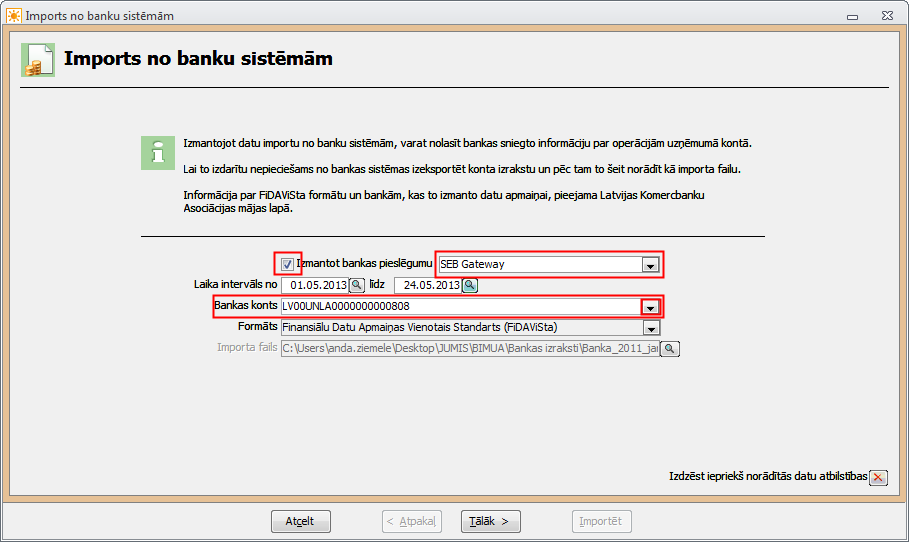 Imports no banku sistēmām
Imports no banku sistēmām
Izmantojot datu importu no banku sistēmām, varat nolasīt bankas sniegto informāciju par operācijām uzņēmumā kontā.
Lai to izdarītu nepieciešams no bankas sistēmas izeksportēt konta izrakstu un pēc tam to šeit norādīt kā importa failu.
Informācija par FiDAViSta formātu un bankām, kas to izmanto datu apmaiņai, pieejama Latvijas Komercbanku
Asociācijas mājas lapā.
Izmantot bankas pieslēgumu SEB Gateway
Laika intervāls no 01.05.2013 līdz 24.05.2013
Bankas konts LV00UNLA0000000000808
Formāts Finansiālu Datu Apmaiņas Vienotais Standarts (FiDAViSta)
Importa fails C:\Users\anda.ziemele\Desktop\JUMIS\BIMUA\Bankas izraksti\Banka_2011_jan
Izdzēst iepriekš norādītās datu atbilstības
Atcelt < Atpakaļ Tālāk > Importēt